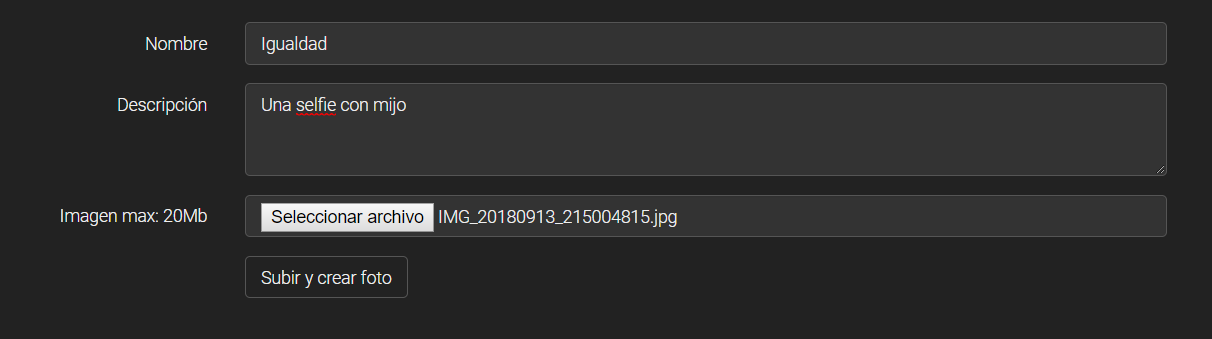 Nombre Igualdad
Descripción Una selfie con mijo
Imagen max: 20Mb Seleccionar archivo IMG_20180913_215004815.jpg
Subir y crear foto